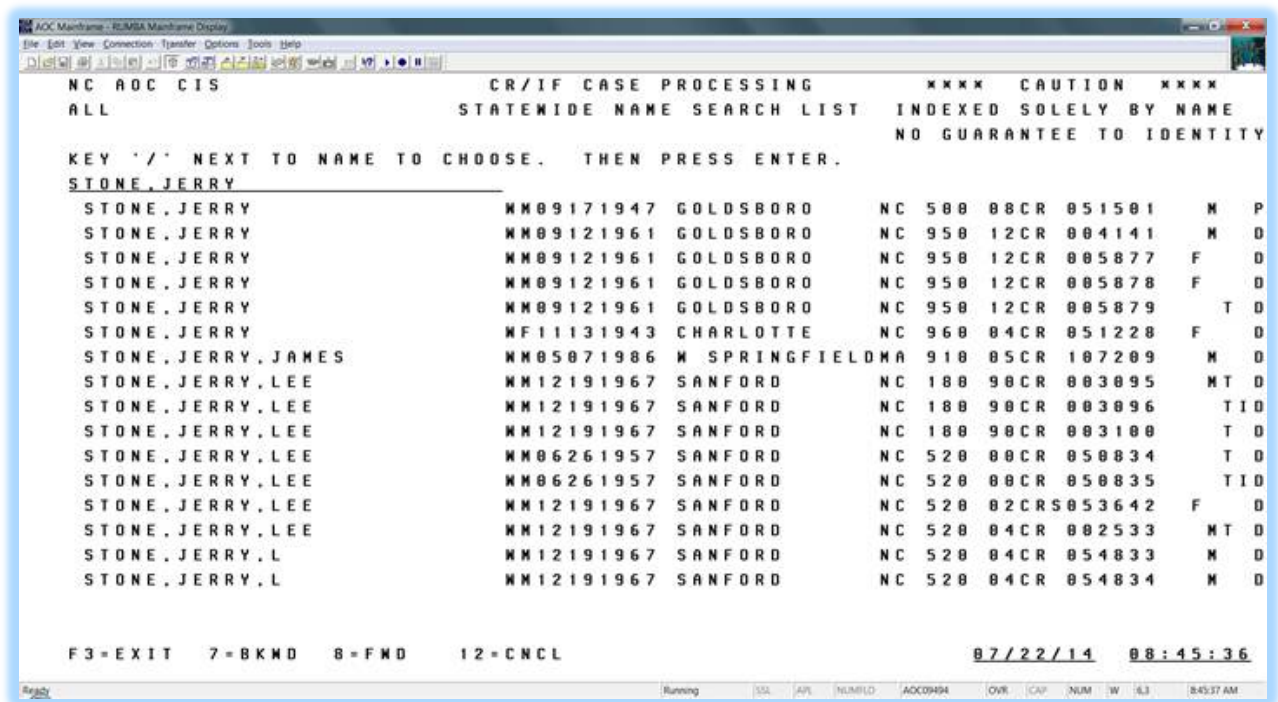 AOC Mainframe - RUMBA Mainframe Display
File Edit View Connection Transfer Options Tools Help
NC AOC CIS CR/IF CASE PROCESSING **** CAUTION ****
ALL STATEWIDE NAME SEARCH LIST INDEXED SOLELY BY NAME
NO GUARANTEE TO IDENTITY
KEY '/' NEXT TO NAME TO CHOOSE. THEN PRESS ENTER.
STONE,JERRY
STONE,JERRY WM09171947 GOLDSBORO NC 500 08CR 051501 M P
STONE,JERRY WM09121961 GOLDSBORO NC 950 12CR 004141 M D
STONE,JERRY WM09121961 GOLDSBORO NC 950 12CR 005877 F D
STONE,JERRY WM09121961 GOLDSBORO NC 950 12CR 005878 F D
STONE,JERRY WM09121961 GOLDSBORO NC 950 12CR 005879 T D
STONE,JERRY WF11131943 CHARLOTTE NC 960 04CR 051228 F D
STONE,JERRY,JAMES WM05071986 W SPRINGFIELDMA 910 05CR 107209 M D
STONE,JERRY,LEE WM12191967 SANFORD NC 180 90CR 003095 MT D
STONE,JERRY,LEE WM12191967 SANFORD NC 180 90CR 003096 TID
STONE,JERRY,LEE WM12191967 SANFORD NC 180 90CR 003100 T D
STONE,JERRY,LEE WM06261957 SANFORD NC 520 00CR 050834 T D
STONE,JERRY,LEE WM06261957 SANFORD NC 520 00CR 050835 TID
STONE,JERRY,LEE WM12191967 SANFORD NC 520 02CRS053642 F D
STONE,JERRY,LEE WM12191967 SANFORD NC 520 04CR 002533 MT D
STONE,JERRY,L WM12191967 SANFORD NC 520 04CR 054833 M D
STONE,JERRY,L WM12191967 SANFORD NC 520 04CR 054834 M D
F3=EXIT 7=BKWD 8=FWD 12=CNCL 07/22/14 08:45:36
Ready Running SSL APL NUMFLD AOC09494 OVR CAP NUM W 6,3 8:45:37 AM